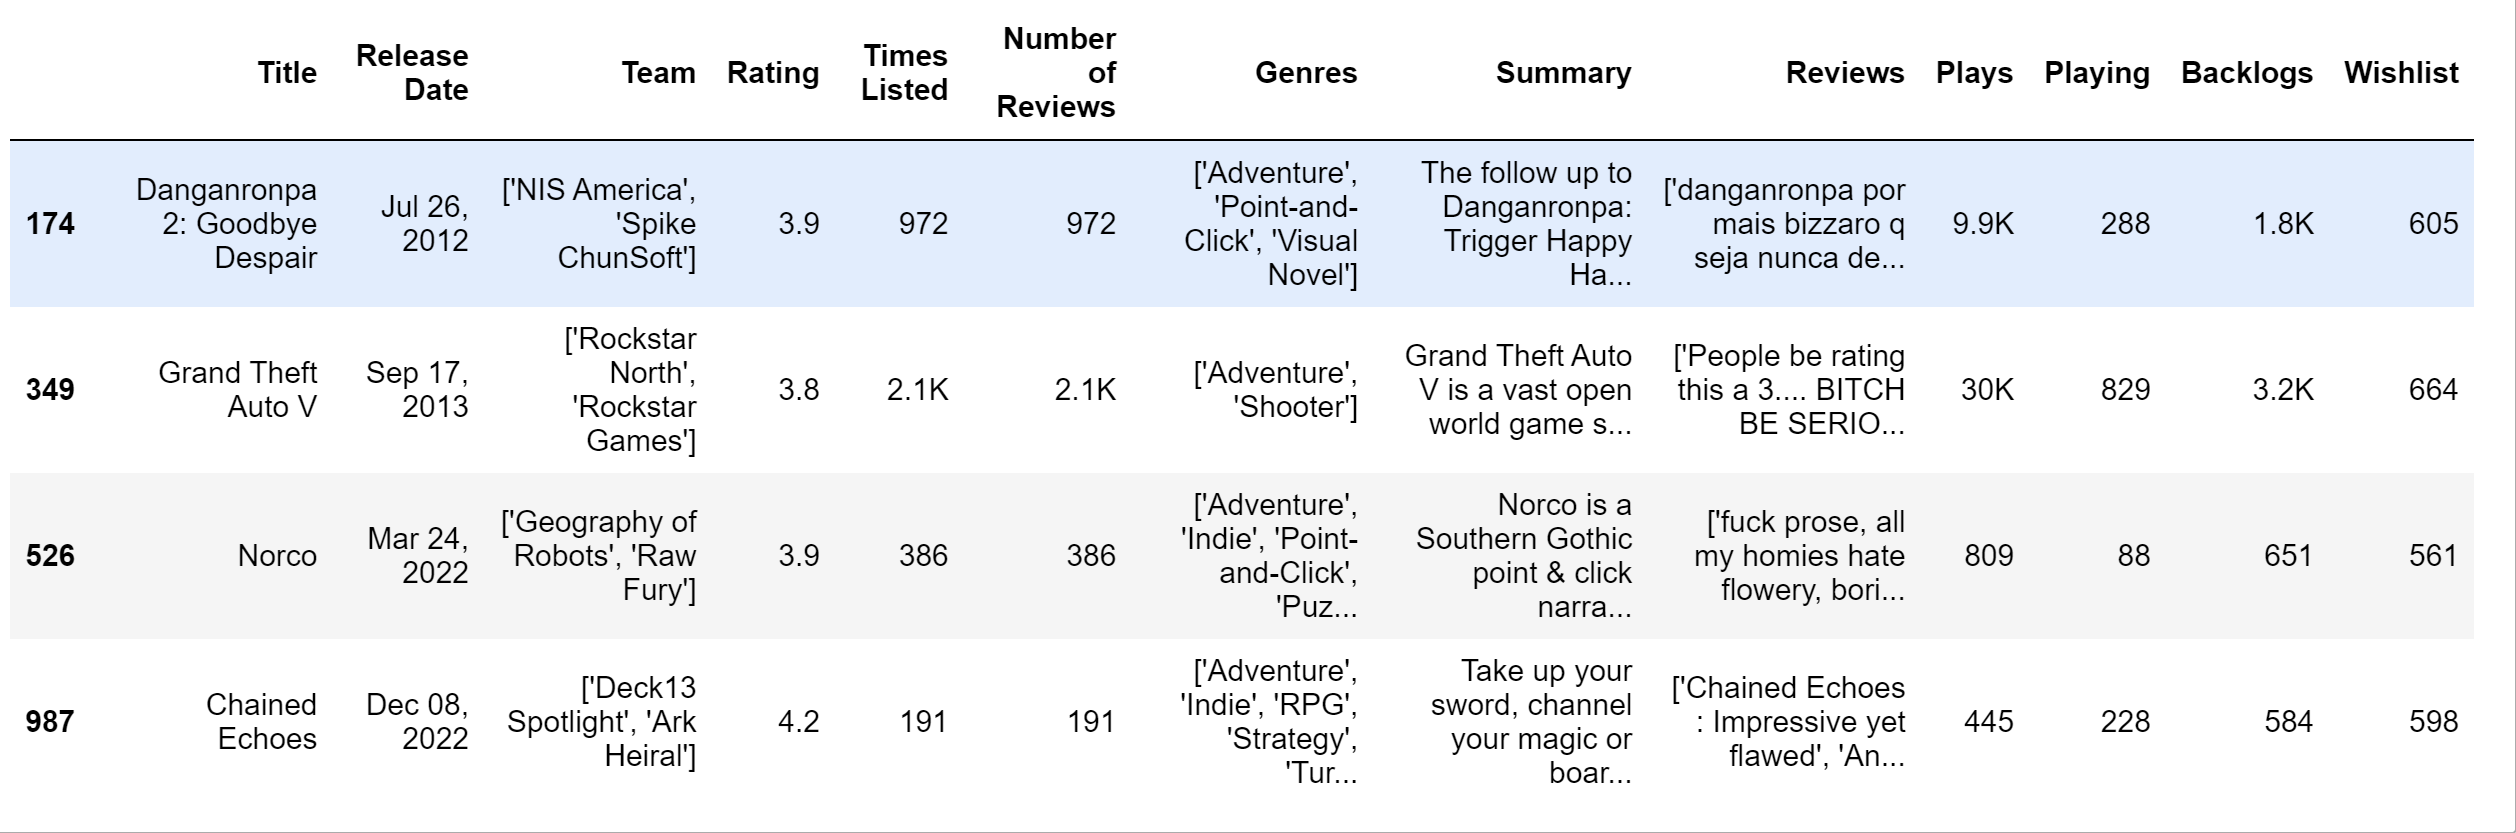 Title Release Date Team Rating Times Listed Number of Reviews Genres Summary Reviews Plays Playing Backlogs Wishlist
174 Danganronpa 2: Goodbye Despair Jul 26, 2012 ['NIS America', 'Spike ChunSoft'] 3.9 972 972 ['Adventure', 'Point-and-Click', 'Visual Novel'] The follow up to Danganronpa: Trigger Happy Ha... ['danganronpa por mais bizzaro q seja nunca de... 9.9K 288 1.8K 605
349 Grand Theft Auto V Sep 17, 2013 ['Rockstar North', 'Rockstar Games'] 3.8 2.1K 2.1K ['Adventure', 'Shooter'] Grand Theft Auto V is a vast open world game s... ['People be rating this a 3.... BITCH BE SERIO... 30K 829 3.2K 664
526 Norco Mar 24, 2022 ['Geography of Robots', 'Raw Fury'] 3.9 386 386 ['Adventure', 'Indie', 'Point-and-Click', 'Puz... Norco is a Southern Gothic point & click narra... ['fuck prose, all my homies hate flowery, bori... 809 88 651 561
987 Chained Echoes Dec 08, 2022 ['Deck13 Spotlight', 'Ark Heiral'] 4.2 191 191 ['Adventure', 'Indie', 'RPG', 'Strategy', 'Tur... Take up your sword, channel your magic or boar... ['Chained Echoes : Impressive yet flawed', 'An... 445 228 584 598